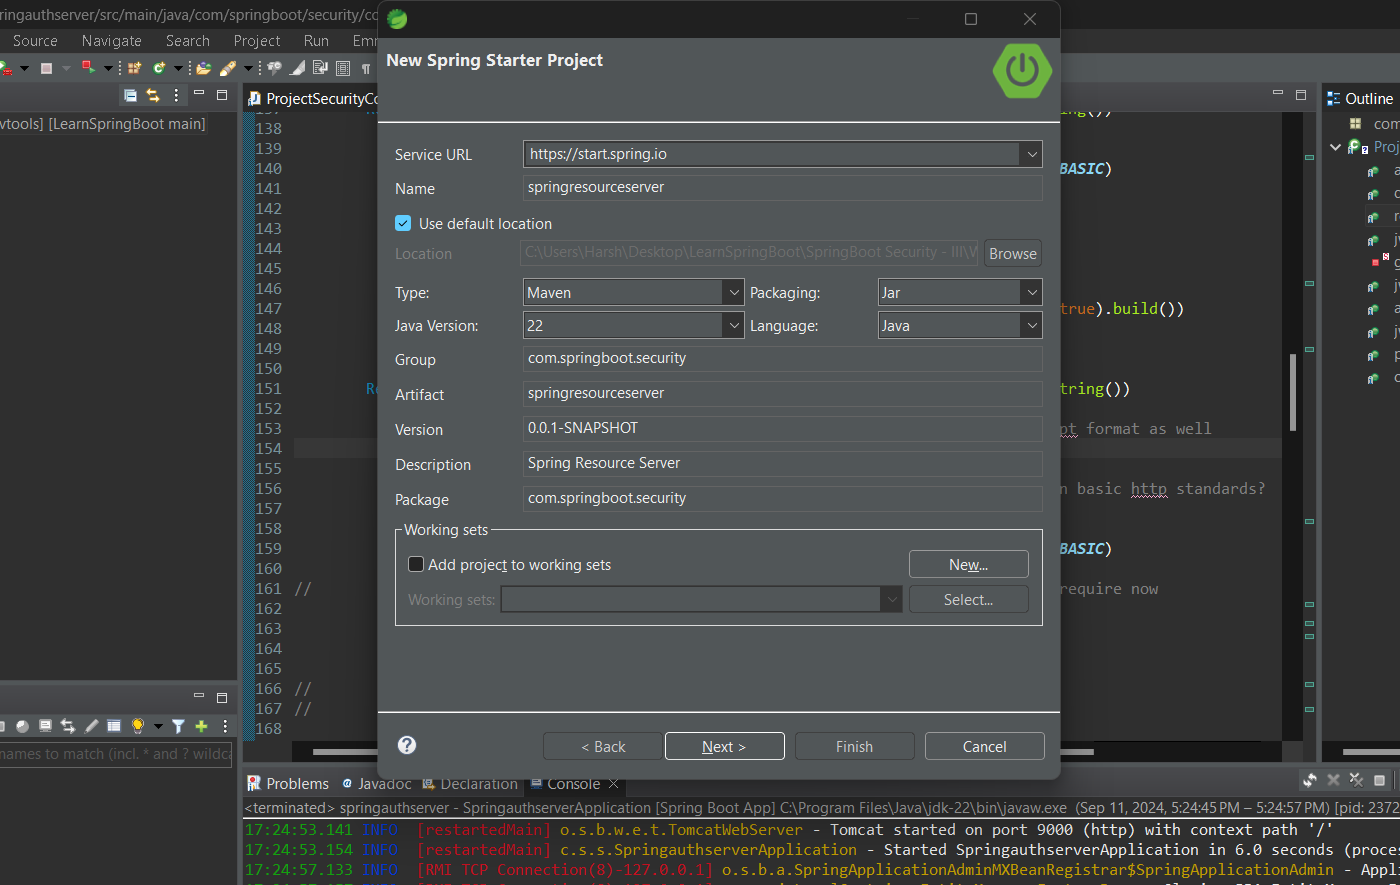 ringauthserver/src/main/java/com/springboot/security/co
Source Navigate Search Project Run
New Spring Starter Project
ProjectSecurityCo
Outline
vtools] [LearnSpringBoot main]
Service URL https://start.spring.io
Name springresourceserver
Use default location
Location C:\Users\Harsh\Desktop\LearnSpringBoot\SpringBoot Security - III\
Browse
Type: Maven Packaging: Jar
Java Version: 22 Language: Java
Group com.springboot.security
Artifact springresourceserver
Version 0.0.1-SNAPSHOT
Description Spring Resource Server
Package com.springboot.security
Working sets
Add project to working sets New...
Working sets: Select...
< Back Next > Finish Cancel
138
139
140 BASIC)
141
142
143
144
145
146
147 true).build())
148
149
150
151 Re tring())
152
153 pt format as well
154
155
156 n basic http standards?
157
158
159 BASIC)
160
161 // require now
162
163
164
165
166 //
167 //
168
names to match (incl. * and ? wildca
Problems Javadoc Declaration Console
<terminated> springauthserver - SpringauthserverApplication [Spring Boot App] C:\Program Files\Java\jdk-22\bin\javaw.exe (Sep 11, 2024, 5:24:45 PM – 5:24:57 PM) [pid: 2372
17:24:53.141 INFO [restartedMain] o.s.b.w.e.t.TomcatWebServer - Tomcat started on port 9000 (http) with context path '/'
17:24:53.154 INFO [restartedMain] c.s.s.SpringauthserverApplication - Started SpringauthserverApplication in 6.0 seconds (proces
17:24:57.133 INFO [RMI TCP Connection(8)-127.0.0.1] o.s.b.a.SpringApplicationAdminMXBeanRegistrar$SpringApplicationAdmin - Appli